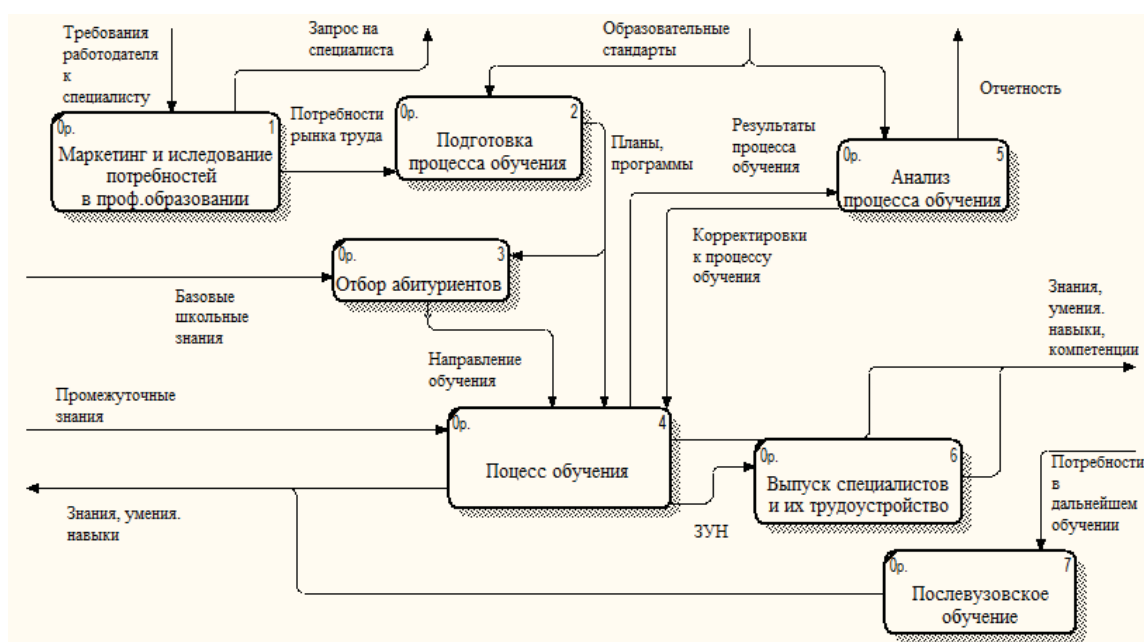 Требования
работодателя
к
специалисту
Запрос на
специалиста
Образовательные
стандарты
Отчетность
0р. 1
Маркетинг и иследование
потребностей
в проф.образовании
Потребности
рынка труда
0р. 2
Подготовка
процесса обучения
Планы,
программы
Результаты
процесса
обучения
0р. 5
Анализ
процесса обучения
Корректировки
к процессу
обучения
0р. 3
Отбор абитуриентов
Базовые
школьные
знания
Направление
обучения
Знания,
умения.
навыки,
компетенции
Промежуточные
знания
0р. 4
Поцесс обучения
0р. 6
Выпуск специалистов
и их трудоустройство
Потребности
в
дальнейшем
обучении
Знания, умения.
навыки
ЗУН
0р. 7
Послевузовское
обучение